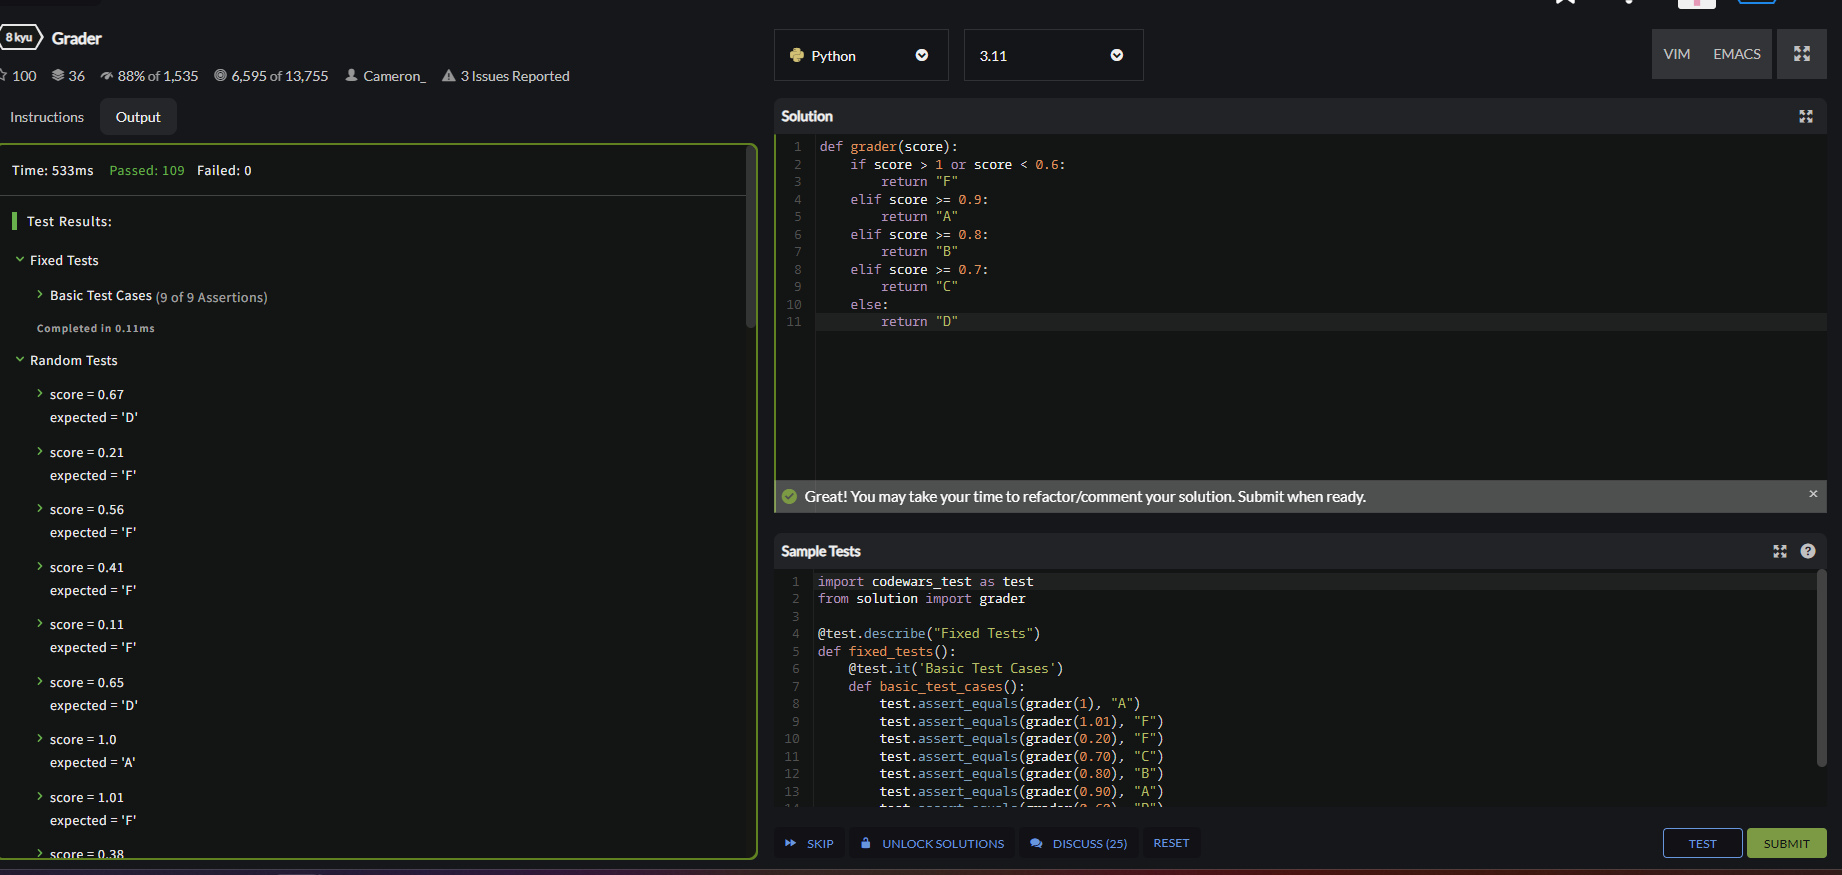 8 kyu Grader
100 36 88% of 1,535 6,595 of 13,755 Cameron_ 3 Issues Reported
Instructions Output
Time: 533ms Passed: 109 Failed: 0
Test Results:
Fixed Tests
Basic Test Cases (9 of 9 Assertions)
Completed in 0.11ms
Random Tests
score = 0.67
expected = 'D'
score = 0.21
expected = 'F'
score = 0.56
expected = 'F'
score = 0.41
expected = 'F'
score = 0.11
expected = 'F'
score = 0.65
expected = 'D'
score = 1.0
expected = 'A'
score = 1.01
expected = 'F'
score = 0.38
Python 3.11 VIM EMACS
Solution
1 def grader(score):
2     if score > 1 or score < 0.6:
3         return "F"
4     elif score >= 0.9:
5         return "A"
6     elif score >= 0.8:
7         return "B"
8     elif score >= 0.7:
9         return "C"
10     else:
11         return "D"
Great! You may take your time to refactor/comment your solution. Submit when ready. ×
Sample Tests ?
1 import codewars_test as test
2 from solution import grader
3
4 @test.describe("Fixed Tests")
5 def fixed_tests():
6     @test.it('Basic Test Cases')
7     def basic_test_cases():
8         test.assert_equals(grader(1), "A")
9         test.assert_equals(grader(1.01), "F")
10         test.assert_equals(grader(0.20), "F")
11         test.assert_equals(grader(0.70), "C")
12         test.assert_equals(grader(0.80), "B")
13         test.assert_equals(grader(0.90), "A")
14         test.assert_equals(grader(0.60), "D")
SKIP UNLOCK SOLUTIONS DISCUSS (25) RESET TEST SUBMIT